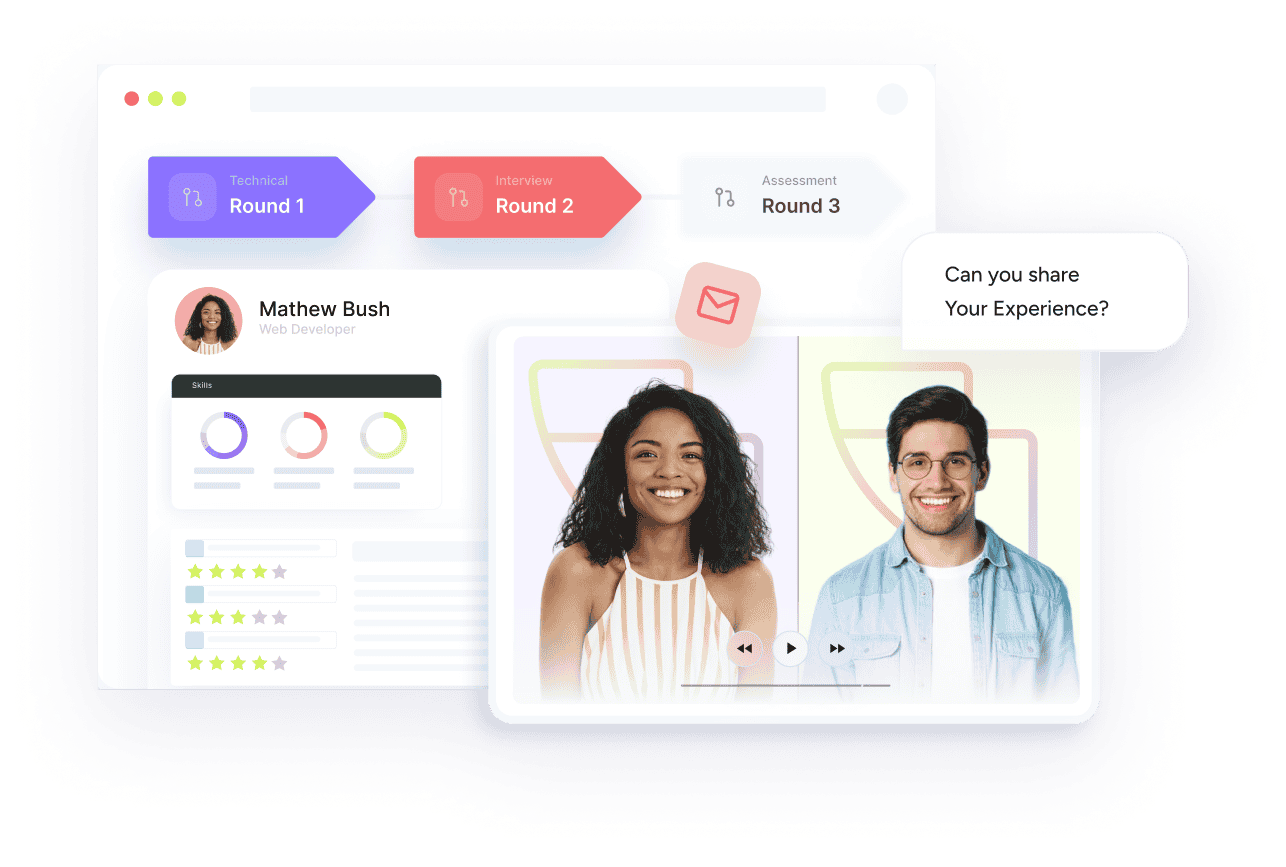 Technical
Round 1
Interview
Round 2
Assessment
Round 3
Can you share
Your Experience?
Mathew Bush
Web Developer
Skills